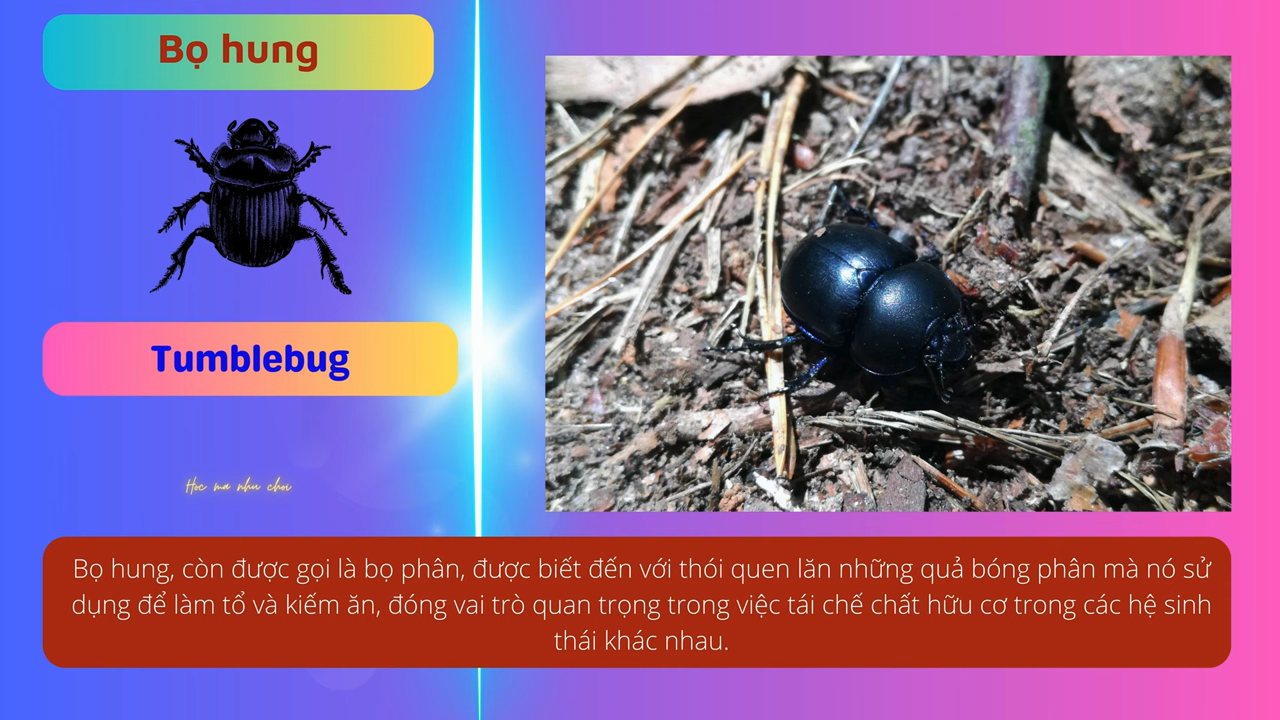 Bọ hung
Tumblebug
Học mà như chơi
Bọ hung, còn được gọi là bọ phân, được biết đến với thói quen lăn những quả bóng phân mà nó sử
dụng để làm tổ và kiếm ăn, đóng vai trò quan trọng trong việc tái chế chất hữu cơ trong các hệ sinh
thái khác nhau.